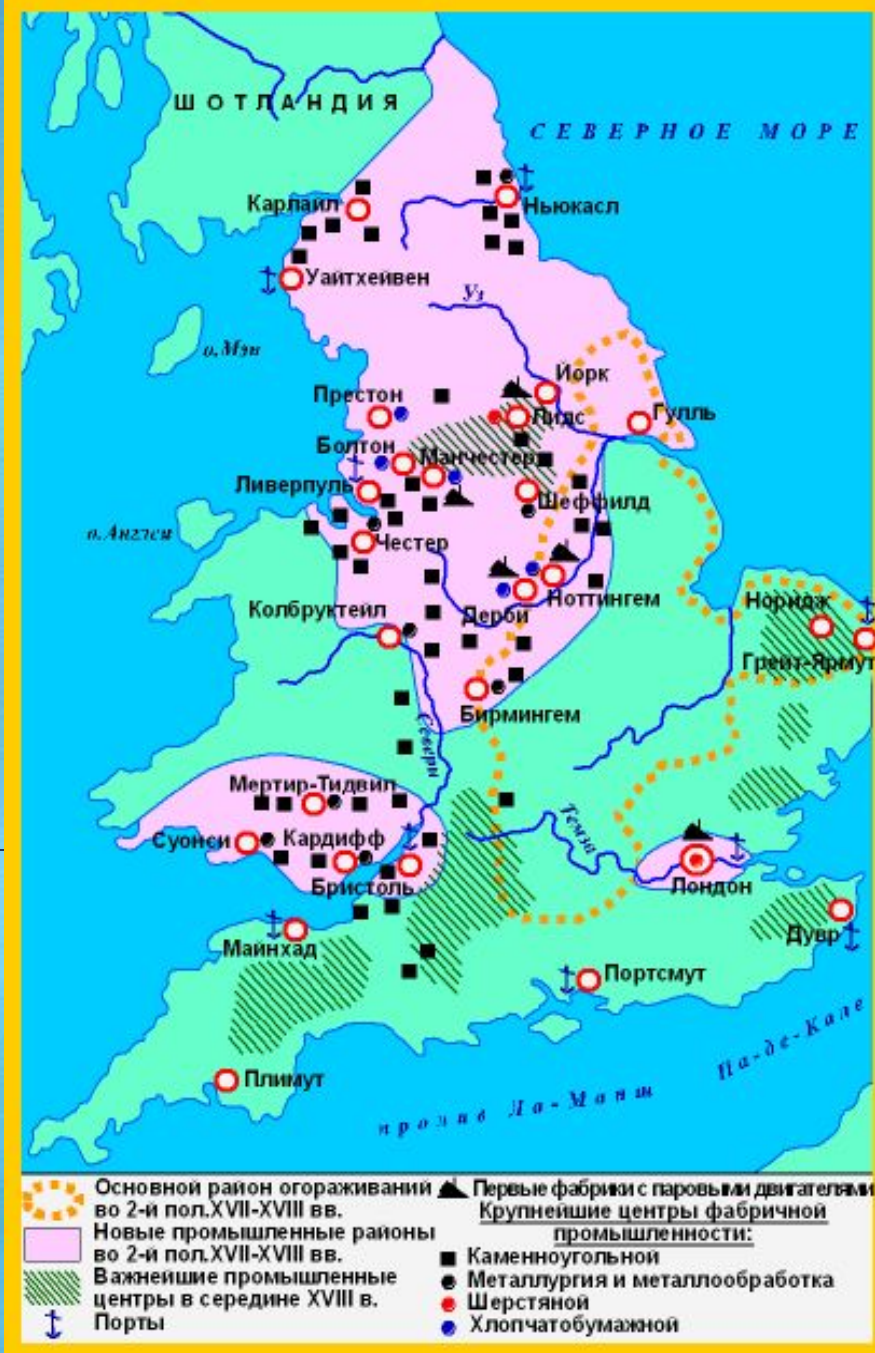 ШОТЛАНДИЯ
СЕВЕРНОЕ МОРЕ
Карлайл
Ньюкасл
Уайтхейвен
Уз
о.Мэн
Йорк
Престон
Лидс
Гулль
Болтон
Манчестер
Ливерпуль
Шеффилд
о.Англси
Честер
Колбруктейл
Дерби
Ноттингем
Норидж
Грейт-Ярмут
Бирмингем
Северн
Мертир-Тидвил
Темза
Суонси
Кардифф
Бристоль
Лондон
Майнхад
Дувр
Портсмут
Па-де-Кале
Плимут
пролив Ла-Манш
Основной район огораживаний
во 2-й пол.XVII-XVIII вв.
Новые промышленные районы
во 2-й пол.XVII-XVIII вв.
Важнейшие промышленные
центры в середине XVIII в.
Порты
Первые фабрики с паровыми двигателями
Крупнейшие центры фабричной
промышленности:
Каменноугольной
Металлургия и металлообработка
Шерстяной
Хлопчатобумажной